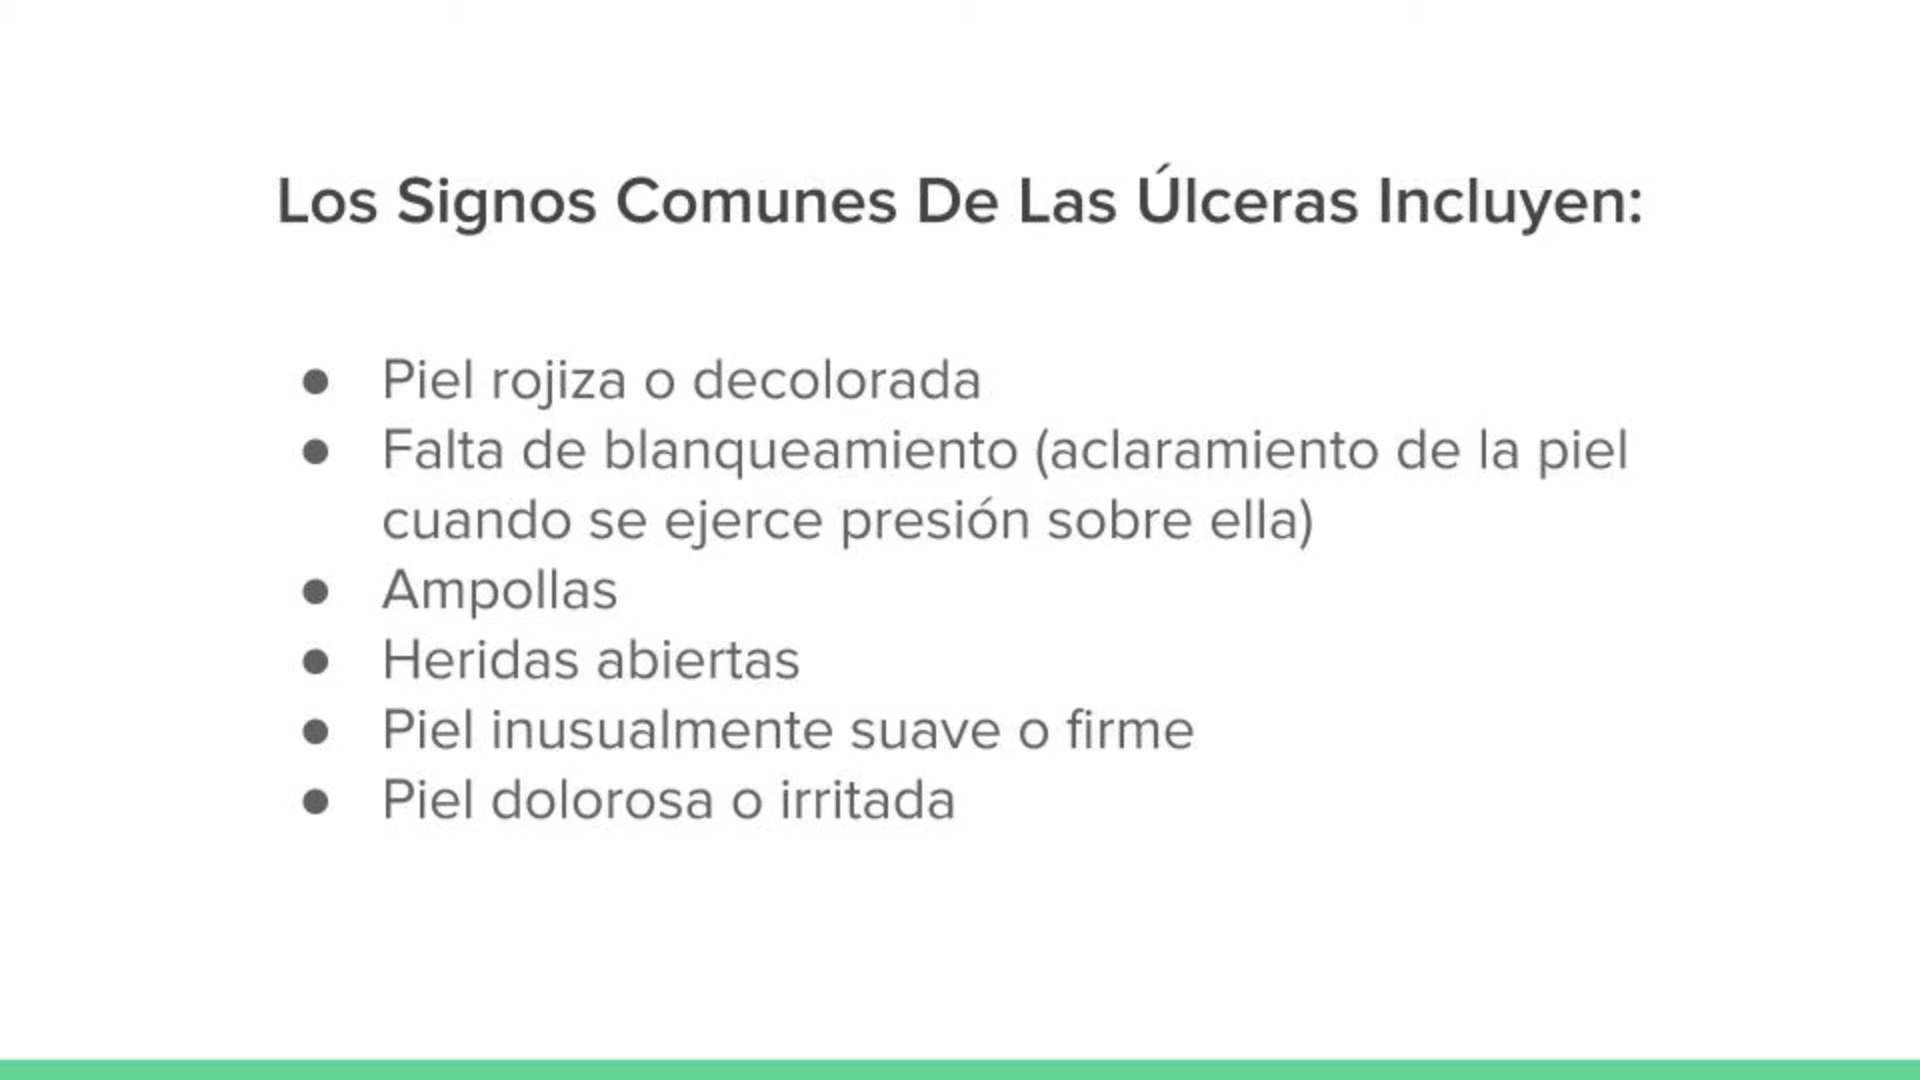 Los Signos Comunes De Las Úlceras Incluyen:
● Piel rojiza o decolorada
● Falta de blanqueamiento (aclaramiento de la piel
cuando se ejerce presión sobre ella)
● Ampollas
● Heridas abiertas
● Piel inusualmente suave o firme
● Piel dolorosa o irritada